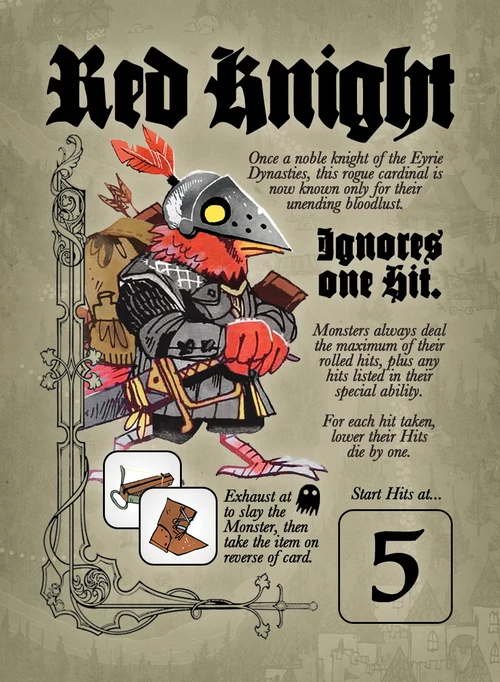 Red Knight
Once a noble knight of the Eyrie
Dynasties, this rogue cardinal is
now known only for their
unending bloodlust.
Ignores
one hit.
Monsters always deal
the maximum of their
rolled hits, plus any
hits listed in their
special ability.
For each hit taken,
lower their Hits
die by one.
Exhaust at
to slay the
Monster, then
take the item on
reverse of card.
Start Hits at...
5